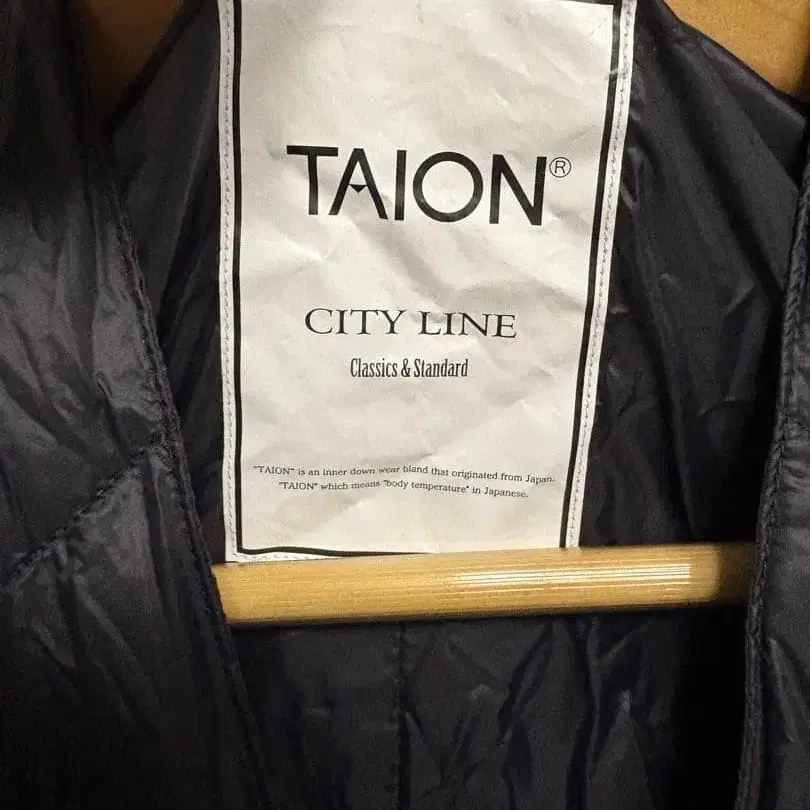 TAION®
CITY LINE
Classics & Standard
"TAION" is an inner down wear bland that originated from Japan.
"TAION" which means "body temperature" in Japanese.